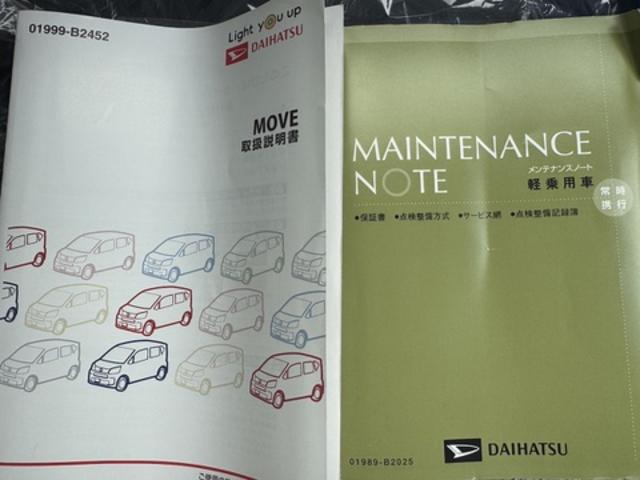 01999-B2452
Light you up
DAIHATSU
MOVE
取扱説明書
MAINTENANCE
NOTE
メンテナンスノート
軽乗用車
常時
携行
•保証書 •点検整備方式 •サービス網 •点検整備記録簿
01989-B2025
DAIHATSU